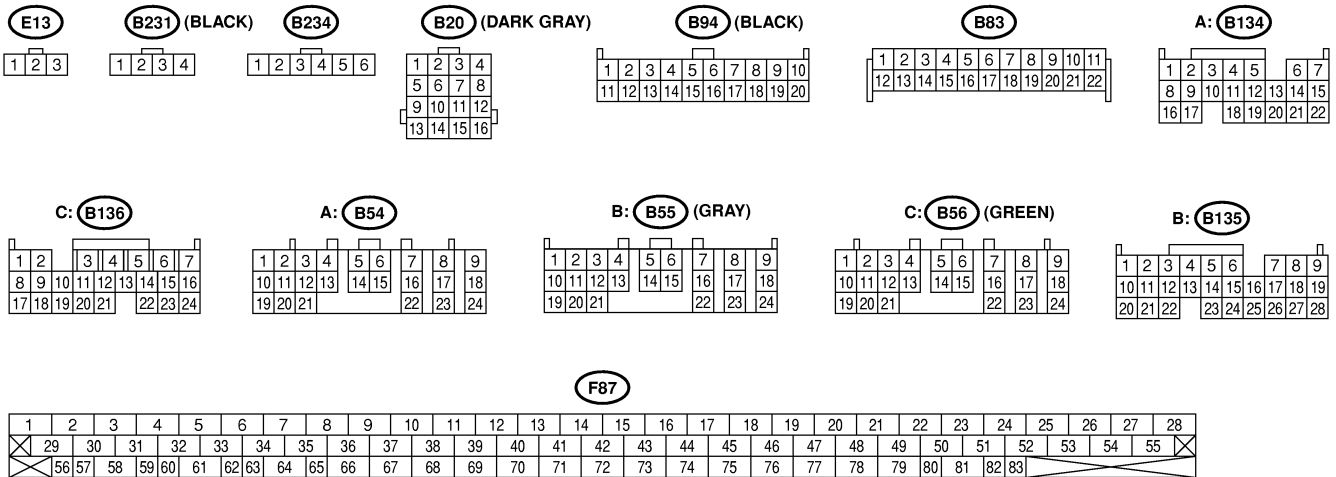 E13
1 2 3
B231 (BLACK)
1 2 3 4
B234
1 2 3 4 5 6
B20 (DARK GRAY)
1 2 3 4
5 6 7 8
9 10 11 12
13 14 15 16
B94 (BLACK)
1 2 3 4 5 6 7 8 9 10
11 12 13 14 15 16 17 18 19 20
B83
1 2 3 4 5 6 7 8 9 10 11
12 13 14 15 16 17 18 19 20 21 22
A: B134
1 2 3 4 5 6 7
8 9 10 11 12 13 14 15
16 17 18 19 20 21 22
C: B136
1 2 3 4 5 6 7
8 9 10 11 12 13 14 15 16
17 18 19 20 21 22 23 24
A: B54
1 2 3 4 5 6 7 8 9
10 11 12 13 14 15 16 17 18
19 20 21 22 23 24
B: B55 (GRAY)
1 2 3 4 5 6 7 8 9
10 11 12 13 14 15 16 17 18
19 20 21 22 23 24
C: B56 (GREEN)
1 2 3 4 5 6 7 8 9
10 11 12 13 14 15 16 17 18
19 20 21 22 23 24
B: B135
1 2 3 4 5 6 7 8 9
10 11 12 13 14 15 16 17 18 19
20 21 22 23 24 25 26 27 28
F87
1 2 3 4 5 6 7 8 9 10 11 12 13 14 15 16 17 18 19 20 21 22 23 24 25 26 27 28
29 30 31 32 33 34 35 36 37 38 39 40 41 42 43 44 45 46 47 48 49 50 51 52 53 54 55
56 57 58 59 60 61 62 63 64 65 66 67 68 69 70 71 72 73 74 75 76 77 78 79 80 81 82 83